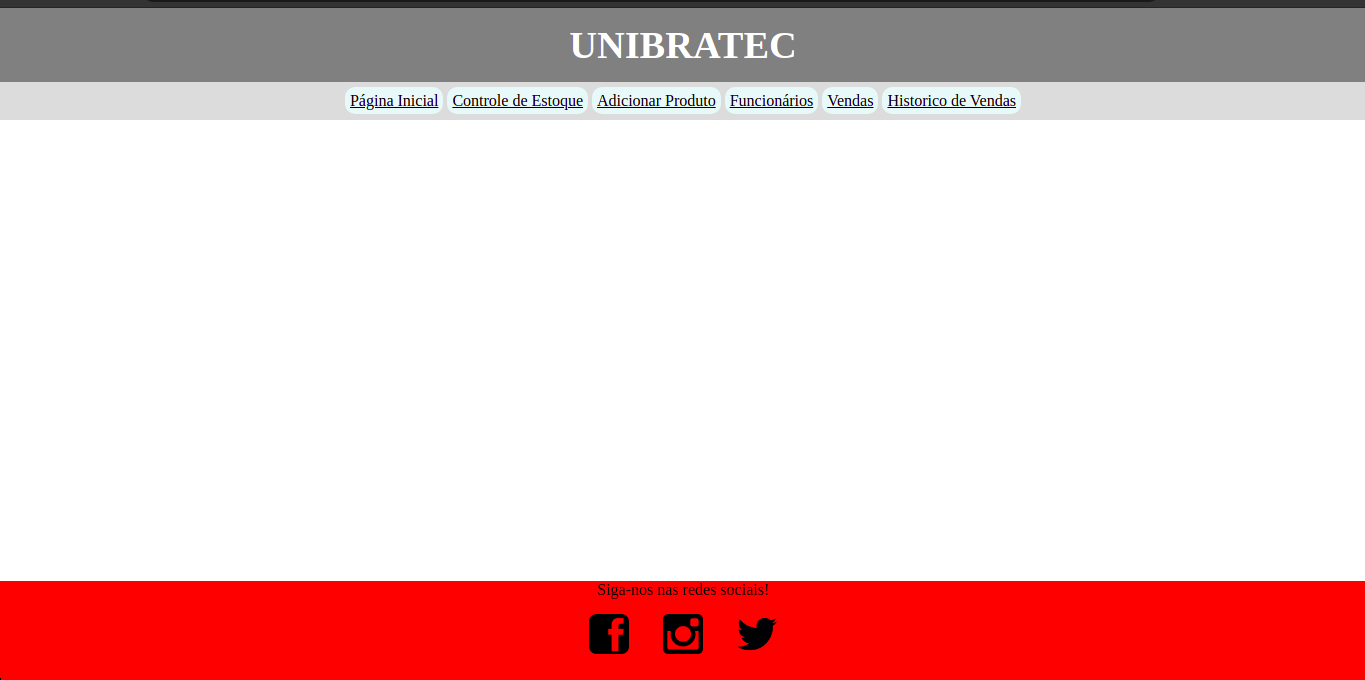 UNIBRATEC
Página Inicial Controle de Estoque Adicionar Produto Funcionários Vendas Historico de Vendas
Siga-nos nas redes sociais!